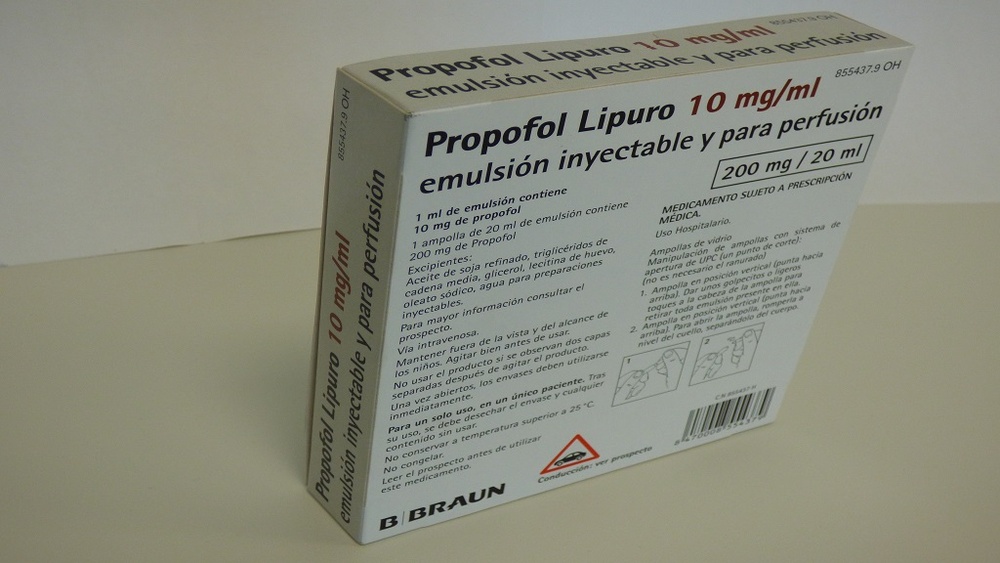 Propofol Lipuro 10 mg/ml
emulsión inyectable y para perfusión
855437.9 OH
855437.9 OH
Propofol Lipuro 10 mg/ml
emulsión inyectable y para perfusión
855437.9 OH
Propofol Lipuro 10 mg/ml
emulsión inyectable y para perfusión
200 mg / 20 ml
1 ml de emulsión contiene
10 mg de propofol
1 ampolla de 20 ml de emulsión contiene
200 mg de Propofol
Excipientes:
Aceite de soja refinado, triglicéridos de
cadena media, glicerol, lecitina de huevo,
oleato sódico, agua para preparaciones
inyectables.
Para mayor información consultar el
prospecto.
Vía intravenosa.
Mantener fuera de la vista y del alcance de
los niños. Agitar bien antes de usar.
No usar el producto si se observan dos capas
separadas después de agitar el producto.
Una vez abiertos, los envases deben utilizarse
inmediatamente.
Para un solo uso, en un único paciente. Tras
su uso, se debe desechar el envase y cualquier
contenido sin usar.
No conservar a temperatura superior a 25 °C.
No congelar.
Leer el prospecto antes de utilizar
este medicamento.
B|BRAUN
MEDICAMENTO SUJETO A PRESCRIPCIÓN
MÉDICA.
Uso Hospitalario.
Ampollas de vidrio
Manipulación de ampollas con sistema de
apertura de UPC (un punto de corte):
(no es necesario el ranurado)
1. Ampolla en posición vertical (punta hacia
arriba). Dar unos golpecitos o ligeros
toques a la cabeza de la ampolla para
retirar toda emulsión presente en ella.
2. Ampolla en posición vertical (punta hacia
arriba). Para abrir la ampolla, romperla a
nivel del cuello, separándolo del cuerpo.
1
2
Conducción: ver prospecto